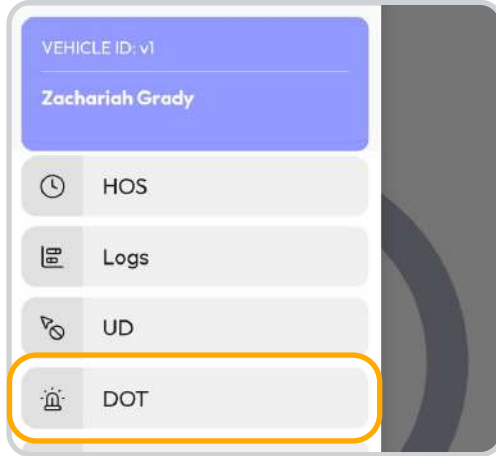 VEHICLE ID: v1
Zachariah Grady
HOS
Logs
UD
DOT